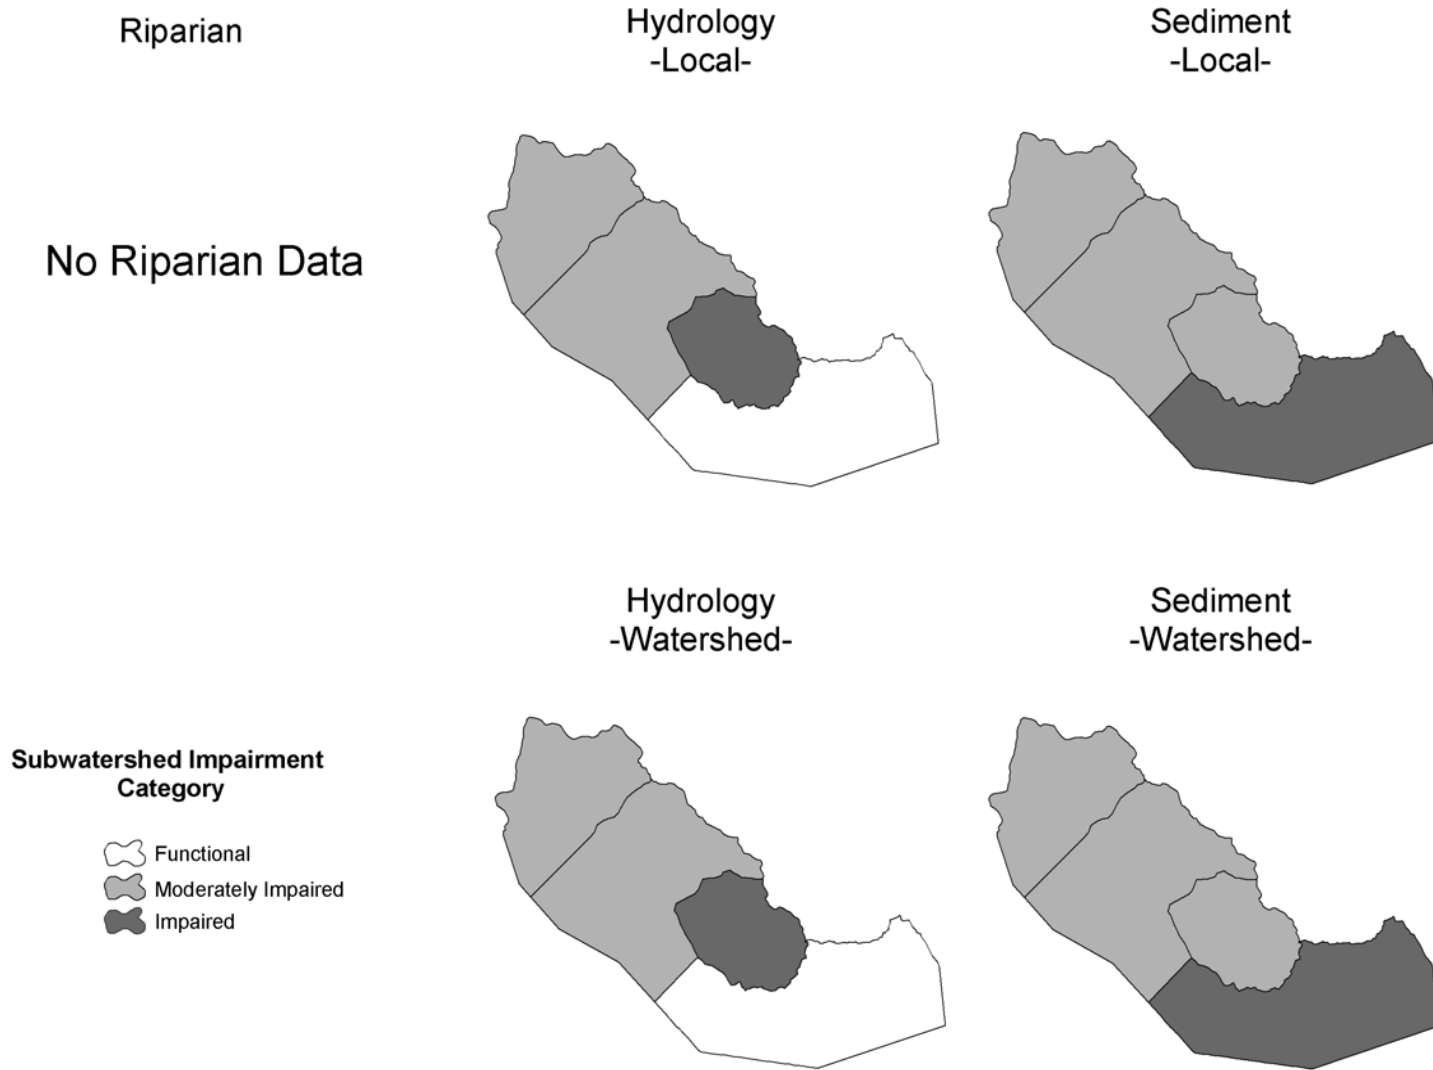 Riparian
Hydrology
-Local-
Sediment
-Local-
No Riparian Data
Hydrology
-Watershed-
Sediment
-Watershed-
Subwatershed Impairment
Category
Functional
Moderately Impaired
Impaired